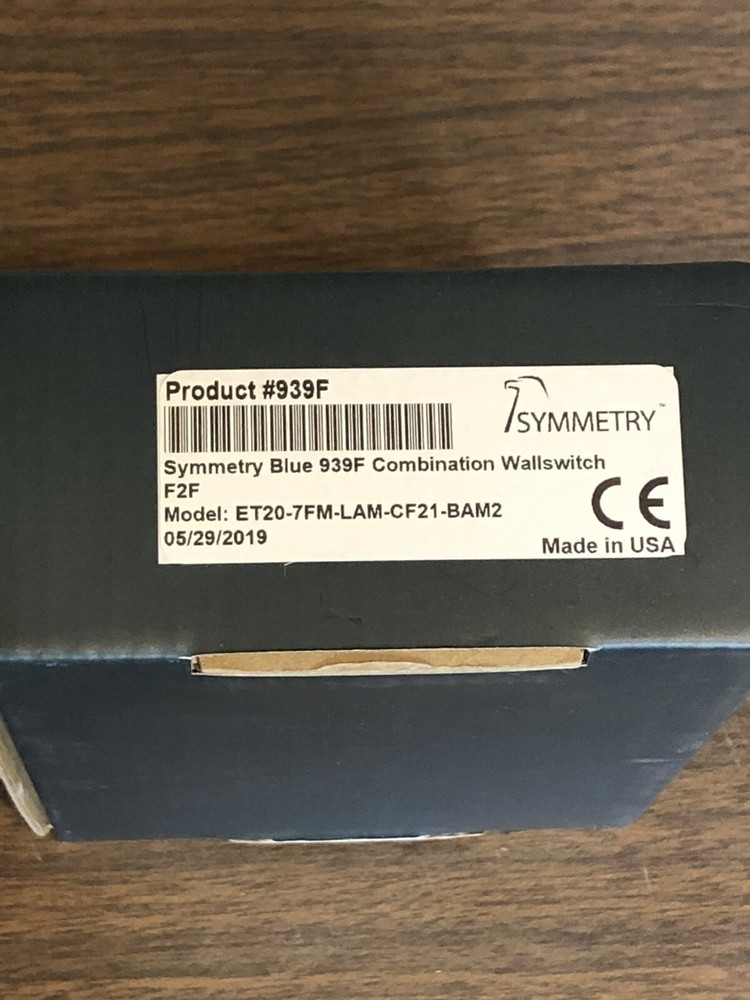 Product #939F
SYMMETRY™
Symmetry Blue 939F Combination Wallswitch
F2F
Model: ET20-7FM-LAM-CF21-BAM2
CE
05/29/2019
Made in USA